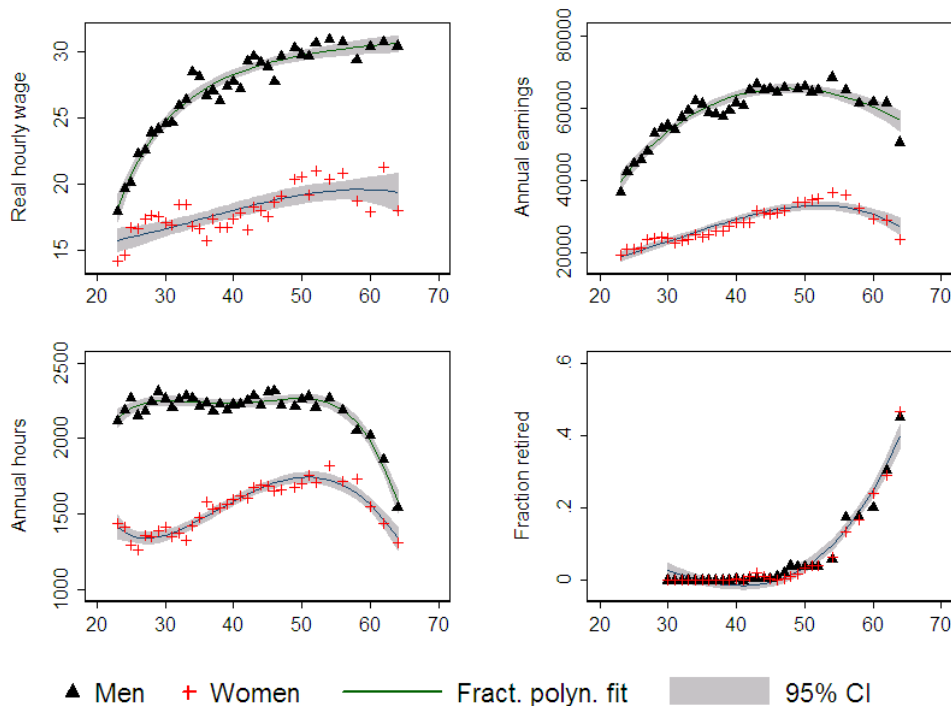 Real hourly wage
30
25
20
15
20 30 40 50 60 70
Annual earnings
80000
60000
40000
20000
20 30 40 50 60 70
Annual hours
2500
2000
1500
1000
20 30 40 50 60 70
Fraction retired
.6
.4
.2
0
20 30 40 50 60 70
Men Women Fract. polyn. fit 95% CI